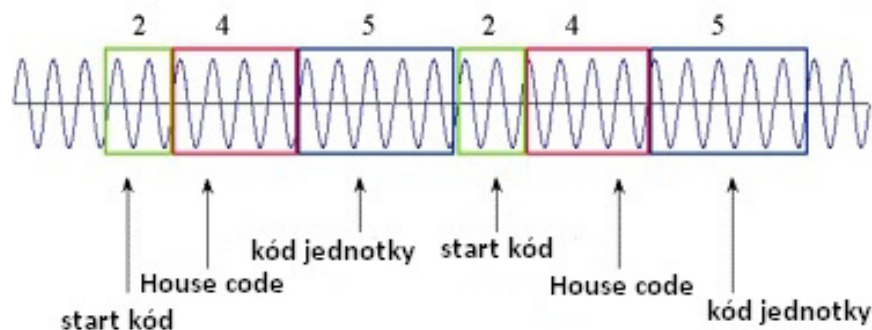 2 4 5 2 4 5
kód jednotky start kód
House code House code
start kód kód jednotky